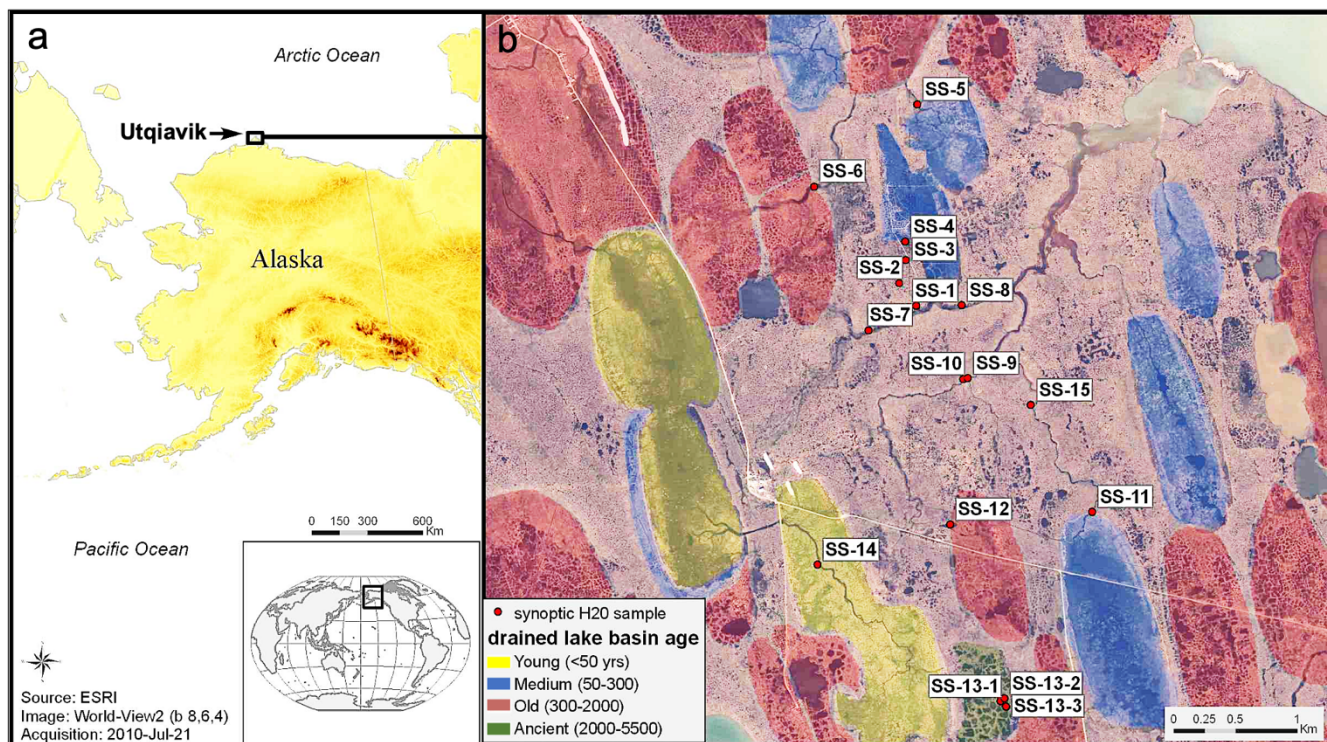 a
Arctic Ocean
Utqiavik
Alaska
0 150 300 600
Km
Pacific Ocean
Source: ESRI
Image: World-View2 (b 8,6,4)
Acquisition: 2010-Jul-21
b
SS-5
SS-6
SS-4
SS-3
SS-2
SS-1
SS-8
SS-7
SS-10
SS-9
SS-15
SS-11
SS-12
SS-14
SS-13-1
SS-13-2
SS-13-3
synoptic H20 sample
drained lake basin age
Young (<50 yrs)
Medium (50-300)
Old (300-2000)
Ancient (2000-5500)
0 0.25 0.5 1
Km